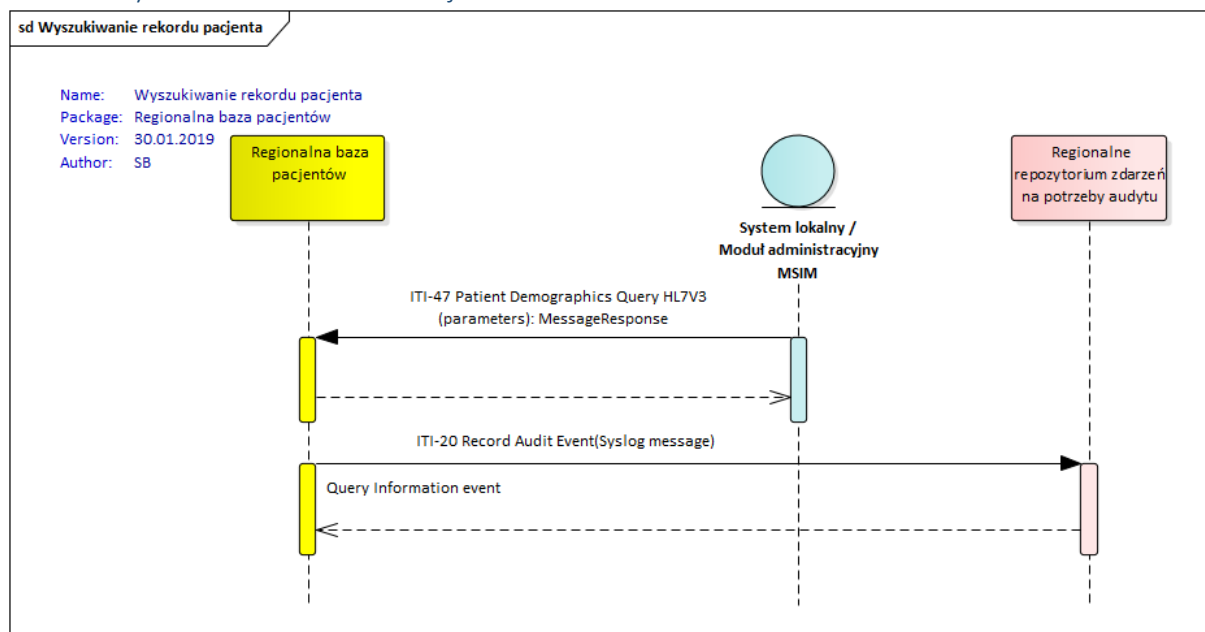 sd Wyszukiwanie rekordu pacjenta
Name: Wyszukiwanie rekordu pacjenta
Package: Regionalna baza pacjentów
Version: 30.01.2019
Author: SB
Regionalna baza
pacjentów
System lokalny /
Moduł administracyjny
MSIM
Regionalne
repozytorium zdarzeń
na potrzeby audytu
ITI-47 Patient Demographics Query HL7V3
(parameters): MessageResponse
ITI-20 Record Audit Event(Syslog message)
Query Information event